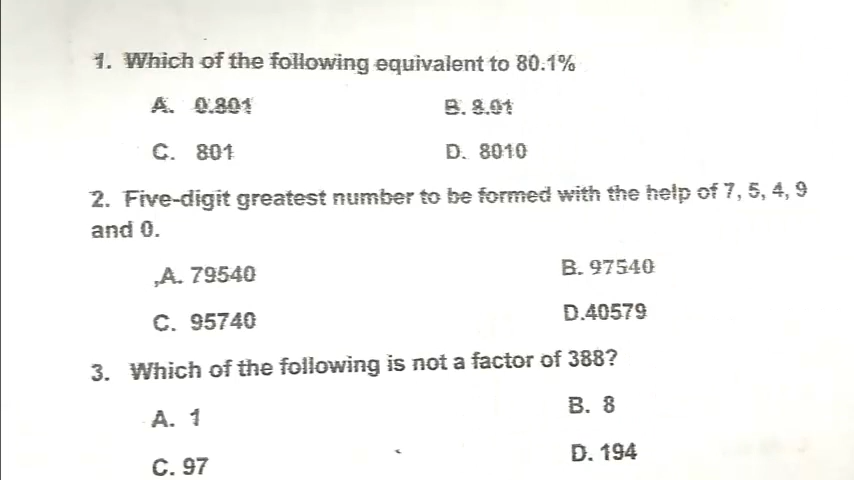 1. Which of the following equivalent to 80.1%
A. 0.801 B. 8.01
C. 801 D. 8010
2. Five-digit greatest number to be formed with the help of 7, 5, 4, 9
and 0.
,A. 79540 B. 97540
C. 95740 D.40579
3. Which of the following is not a factor of 388?
A. 1 B. 8
C. 97 D. 194